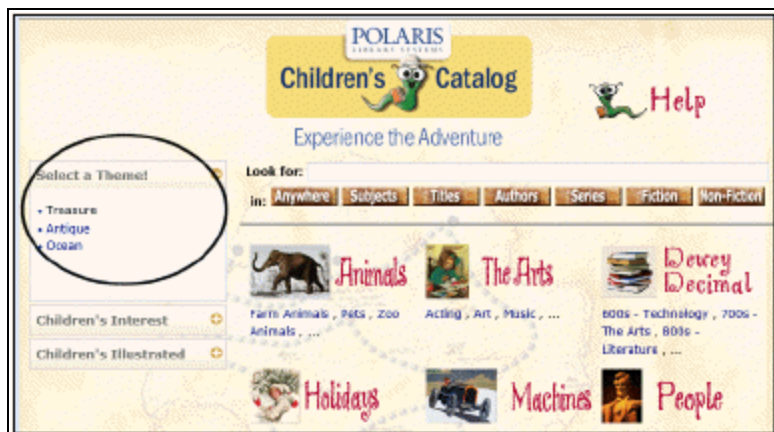 POLARIS
LIBRARY SYSTEMS
Children's Catalog
Help
Experience the Adventure
Select a Theme!
Treasure
Antique
Ocean
Children's Interest
Children's Illustrated
Look for:
in: Anywhere Subjects Titles Authors Series Fiction Non-Fiction
Animals
Farm Animals , Pets , Zoo
Animals , ...
The Arts
Acting , Art , Music , ...
Dewey
Decimal
600s - Technology , 700s -
The Arts , 800s -
Literature , ...
Holidays
Machines
People